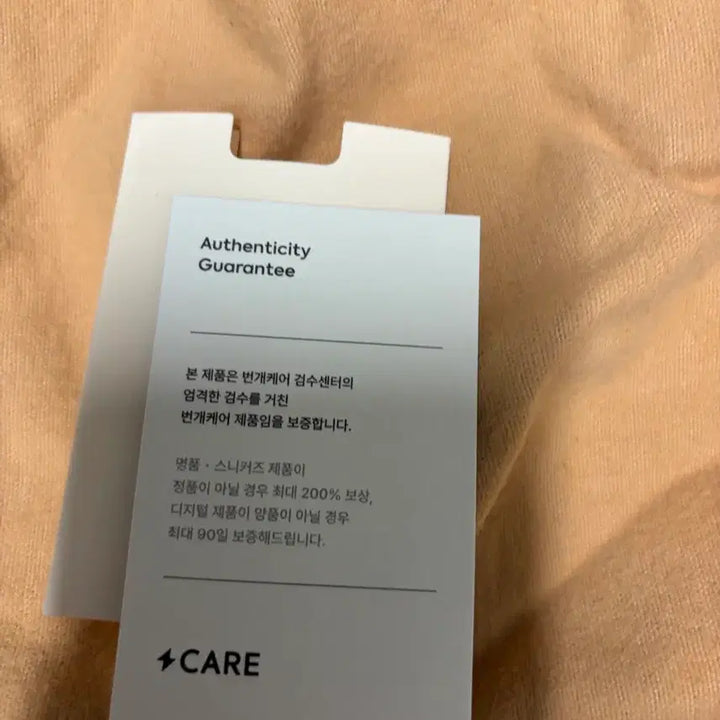 Authenticity
Guarantee
본 제품은 번개케어 검수센터의
엄격한 검수를 거친
번개케어 제품임을 보증합니다.
명품 · 스니커즈 제품이
정품이 아닐 경우 최대 200% 보상,
디지털 제품이 양품이 아닐 경우
최대 90일 보증해드립니다.
CARE